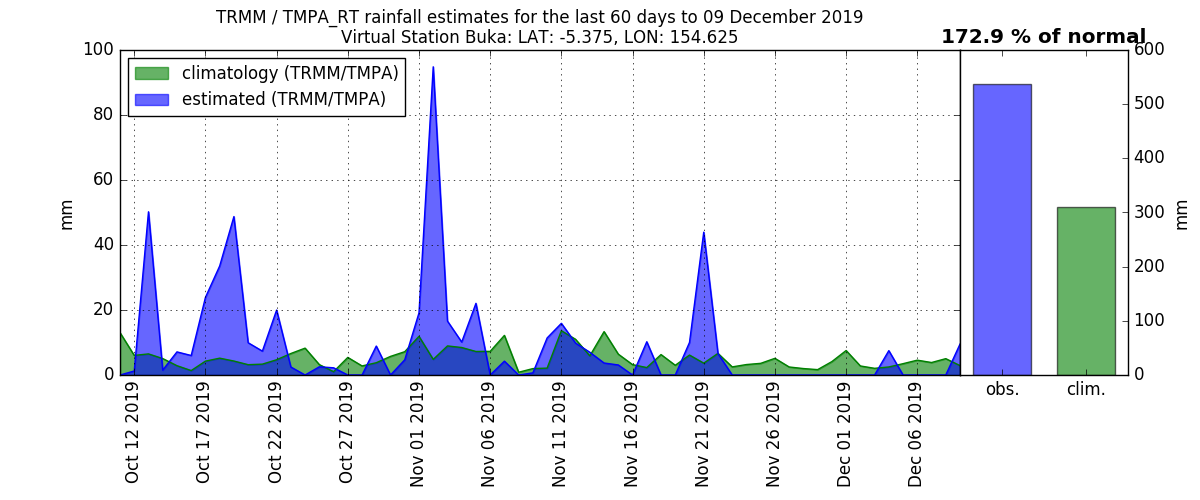 TRMM / TMPA_RT rainfall estimates for the last 60 days to 09 December 2019
Virtual Station Buka: LAT: -5.375, LON: 154.625
172.9 % of normal
climatology (TRMM/TMPA)
estimated (TRMM/TMPA)
100
80
60
40
20
0
mm
Oct 12 2019
Oct 17 2019
Oct 22 2019
Oct 27 2019
Nov 01 2019
Nov 06 2019
Nov 11 2019
Nov 16 2019
Nov 21 2019
Nov 26 2019
Dec 01 2019
Dec 06 2019
obs.
clim.
600
500
400
300
200
100
0
mm